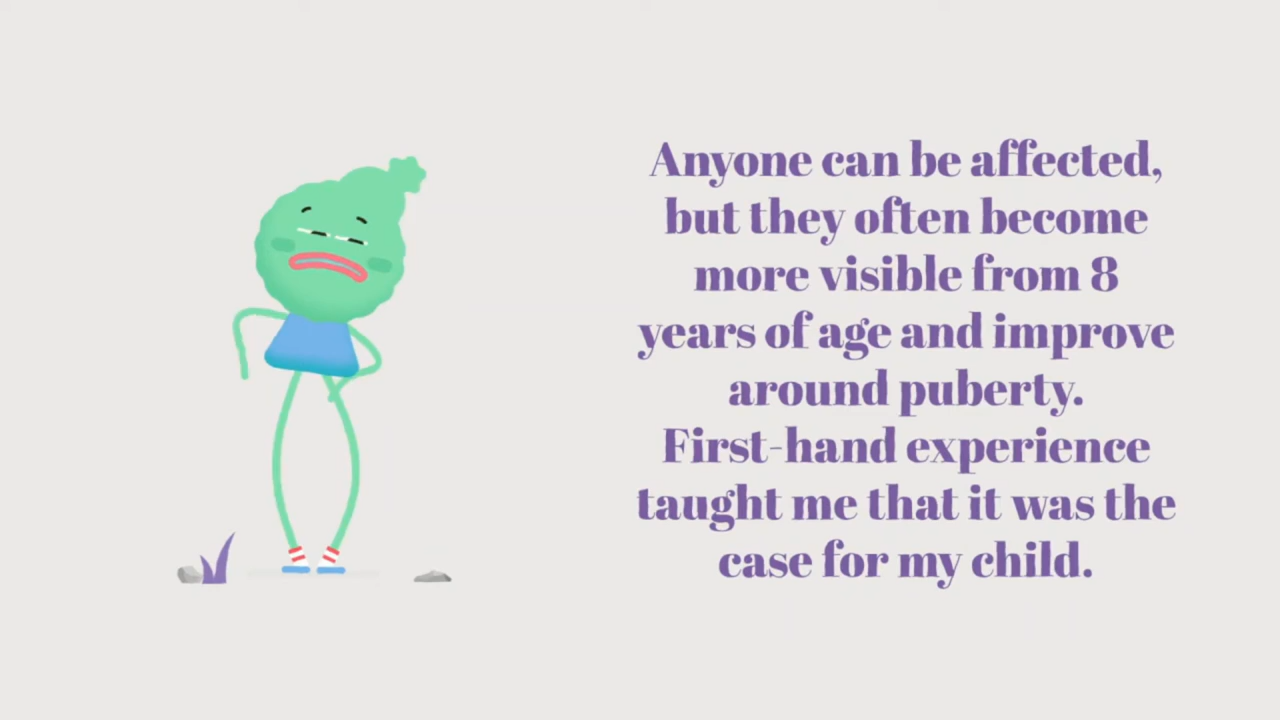 Anyone can be affected,
but they often become
more visible from 8
years of age and improve
around puberty.
First-hand experience
taught me that it was the
case for my child.